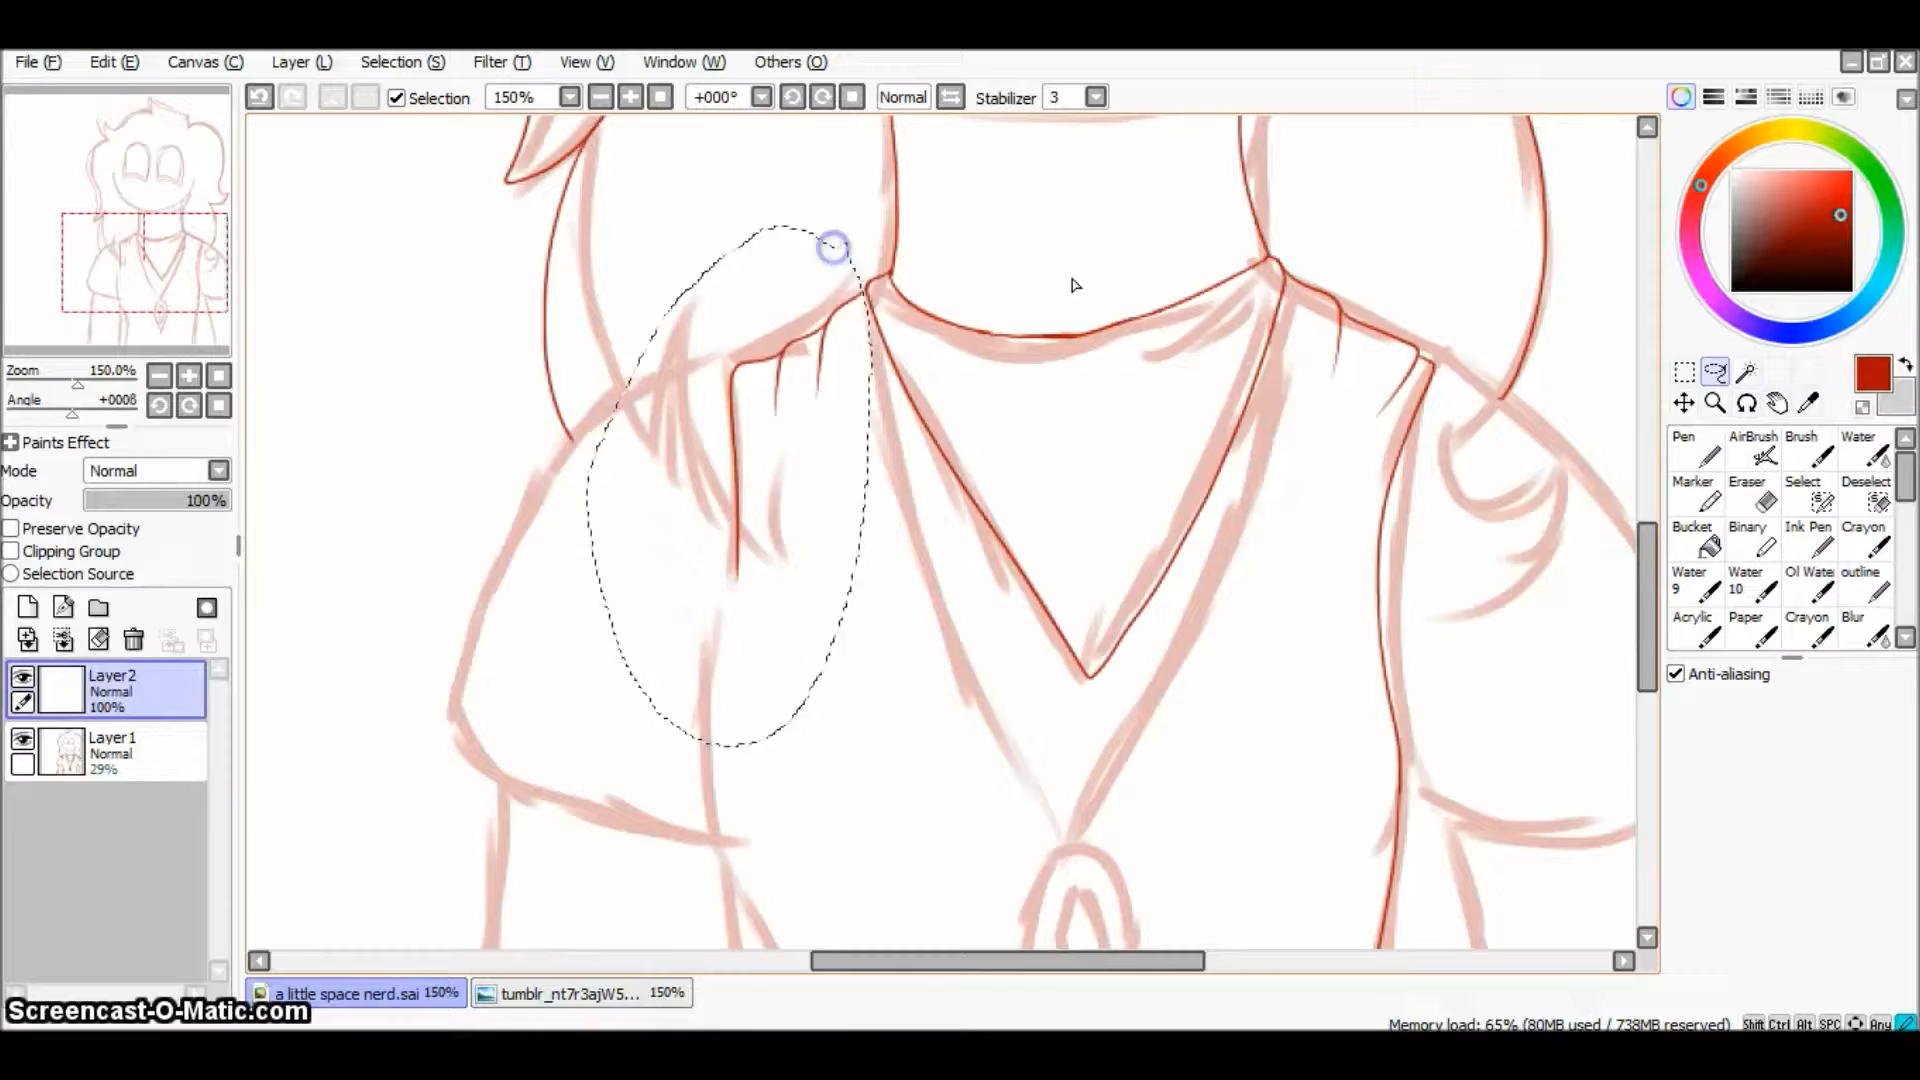 File (F) Edit (E) Canvas (C) Layer (L) Selection (S) Filter (T) View (V) Window (W) Others (O)
Selection 150% +000° Normal Stabilizer 3
Zoom 150.0%
Angle +000ß
Paints Effect
Mode Normal
Opacity 100%
Preserve Opacity
Clipping Group
Selection Source
Layer2
Normal
100%
Layer1
Normal
29%
Pen AirBrush Brush Water
Marker Eraser Select Deselect
Bucket Binary Ink Pen Crayon
Water 9 Water 10 Ol Wate outline
Acrylic Paper Crayon Blur
Anti-aliasing
a little space nerd.sai 150% tumblr_nt7r3ajW5... 150%
Screencast-O-Matic.com
Memory load: 65% (80MB used / 738MB reserved) Shift Ctrl Alt SPC Any